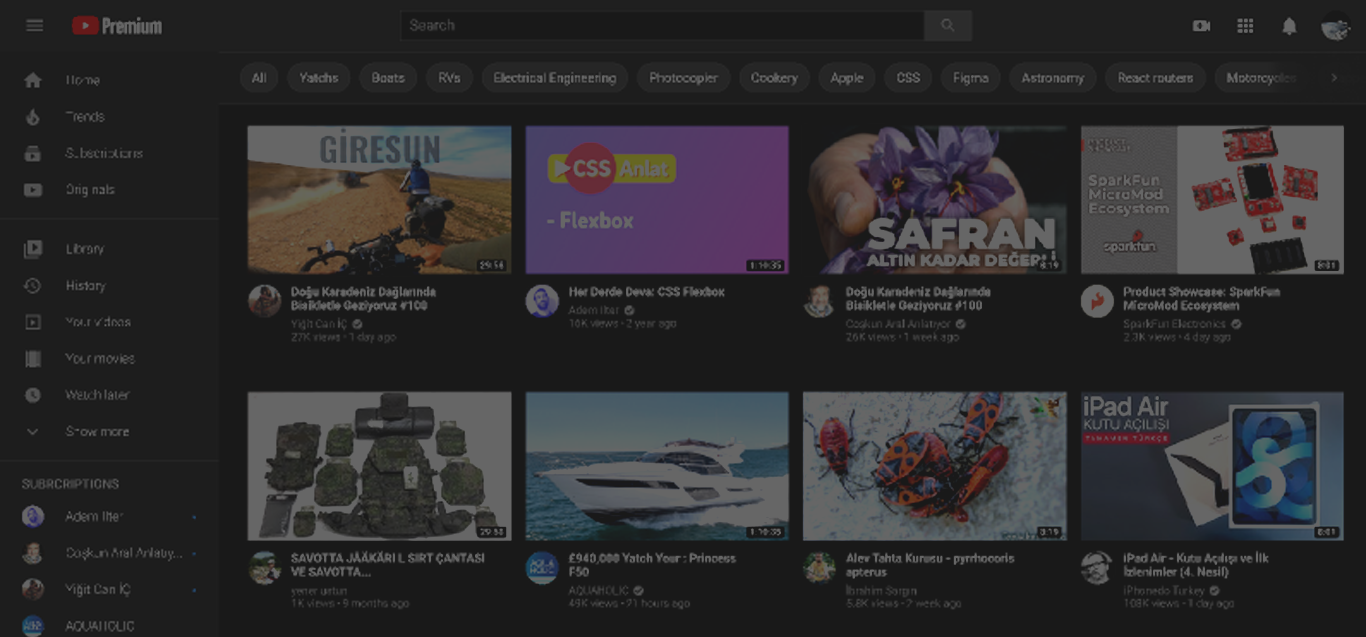 Premium
Search
Home
Trends
Subscriptions
Originals
Library
History
Your videos
Your movies
Watch later
Show more
SUBRCRIPTIONS
Adem ilter
Coşkun Aral Anlatıy...
Yiğit Can İÇ
AQUAHOLIC
All
Yatchs
Boats
RVs
Electrical Engineering
Photocopier
Cookery
Apple
CSS
Figma
Astronomy
React routers
Motorcycles
GİRESUN
29:56
Doğu Karadeniz Dağlarında
Bisikletle Geziyoruz #100
Yiğit Can İÇ
27K views • 1 day ago
CSS Anlat
- Flexbox
1:10:35
Her Derde Deva: CSS Flexbox
Adem ilter
16K views • 2 year ago
SAFRAN
ALTIN KADAR DEĞERLİ
8:19
Doğu Karadeniz Dağlarında
Bisikletle Geziyoruz #100
Coşkun Aral Anlatıyor
26K views • 1 week ago
SparkFun
MicroMod
Ecosystem
sparkfun
8:01
Product Showcase: SparkFun
MicroMod Ecosystem
SparkFun Electronics
2.3K views • 4 day ago
29:56
SAVOTTA JÄÄKÄRI L SIRT ÇANTASI
VE SAVOTTA...
yener ustun
1K views • 9 months ago
1:10:35
£940,000 Yatch Your : Princess
F50
AQUAHOLIC
49K views • 21 hours ago
8:19
Alev Tahta Kurusu - pyrrhocoris
apterus
İbrahim Sorgın
5.8K views • 2 week ago
iPad Air
KUTU AÇILIŞI
TAMAMEN TÜRKÇE
8:01
iPad Air - Kutu Açılışı ve İlk
İzlenimler (4. Nesil)
iPhonedo Turkey
108K views • 1 day ago